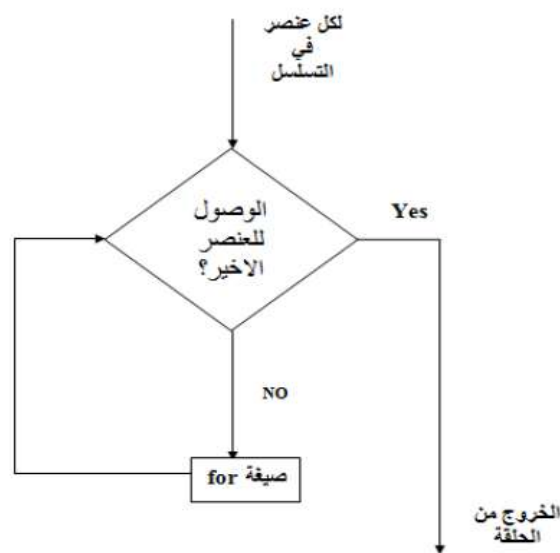 لكل عنصر
في
التسلسل
الوصول
للعنصر
الاخير؟
Yes
NO
صيغة for
الخروج من
الحلقة